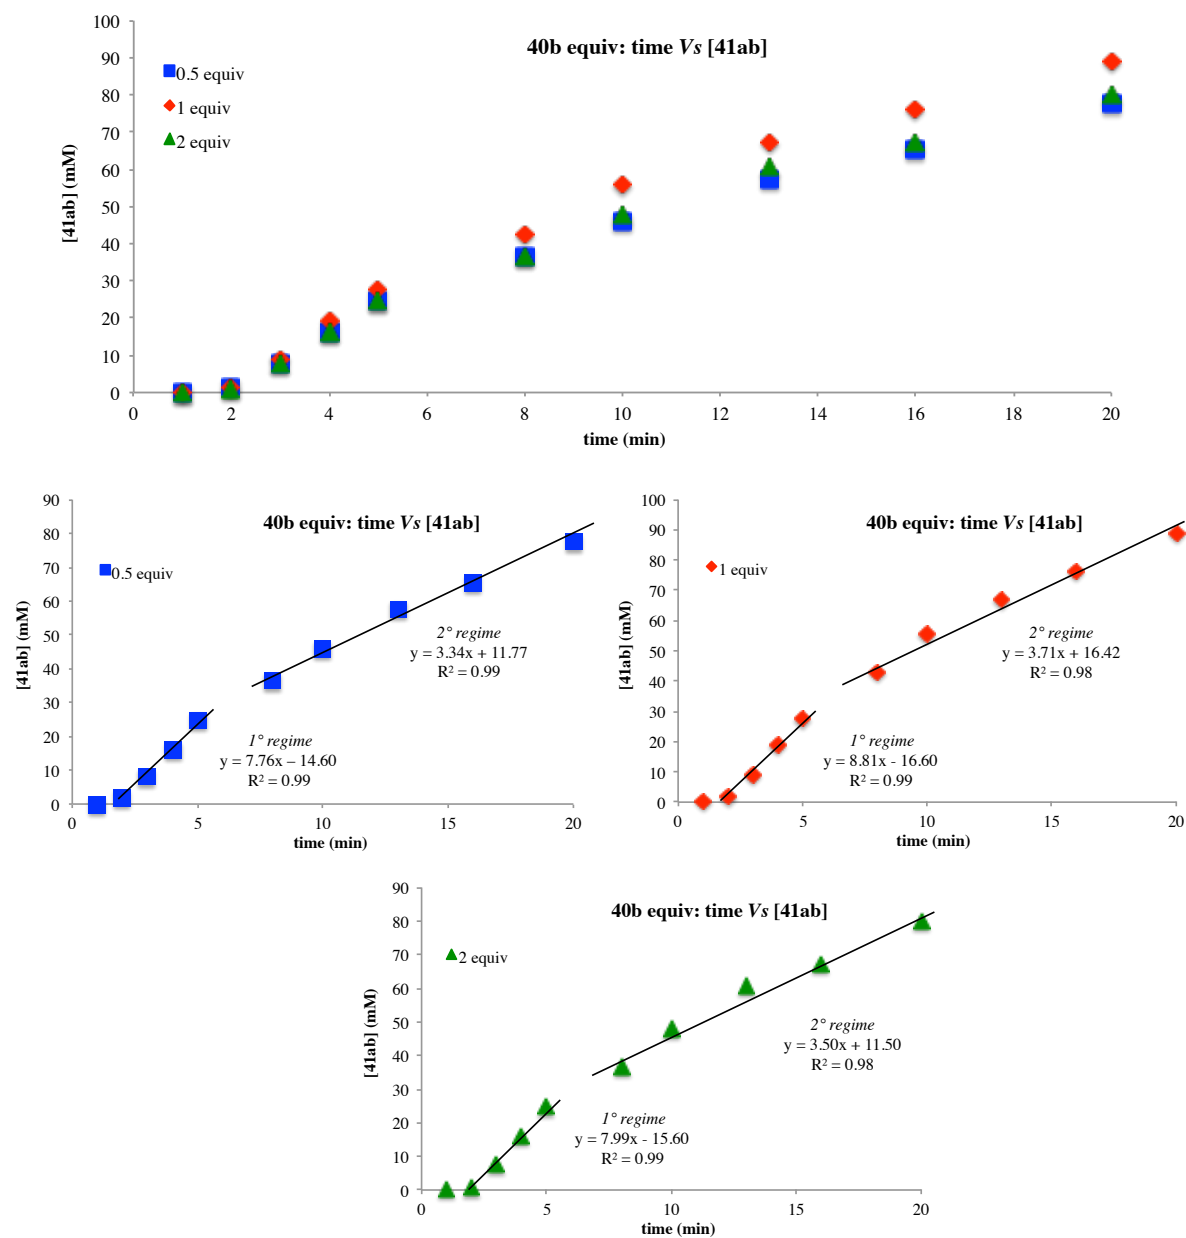 40b equiv: time Vs [41ab]
0.5 equiv
1 equiv
2 equiv
[41ab] (mM)
100
90
80
70
60
50
40
30
20
10
0
0 2 4 6 8 10 12 14 16 18 20
time (min)
40b equiv: time Vs [41ab]
0.5 equiv
[41ab] (mM)
90
80
70
60
50
40
30
20
10
0
2° regime
y = 3.34x + 11.77
R² = 0.99
1° regime
y = 7.76x – 14.60
R² = 0.99
0 5 10 15 20
time (min)
40b equiv: time Vs [41ab]
1 equiv
[41ab] (mM)
100
90
80
70
60
50
40
30
20
10
0
2° regime
y = 3.71x + 16.42
R² = 0.98
1° regime
y = 8.81x - 16.60
R² = 0.99
0 5 10 15 20
time (min)
40b equiv: time Vs [41ab]
2 equiv
[41ab] (mM)
90
80
70
60
50
40
30
20
10
0
2° regime
y = 3.50x + 11.50
R² = 0.98
1° regime
y = 7.99x - 15.60
R² = 0.99
0 5 10 15 20
time (min)